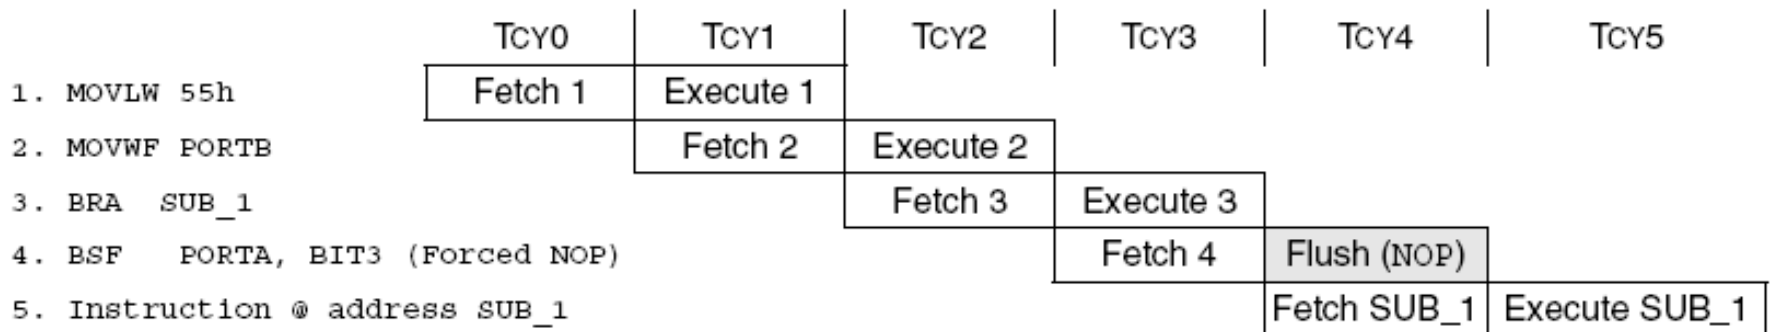 TCY0 TCY1 TCY2 TCY3 TCY4 TCY5
1. MOVLW 55h Fetch 1 Execute 1
2. MOVWF PORTB Fetch 2 Execute 2
3. BRA SUB_1 Fetch 3 Execute 3
4. BSF PORTA, BIT3 (Forced NOP) Fetch 4 Flush (NOP)
5. Instruction @ address SUB_1 Fetch SUB_1 Execute SUB_1